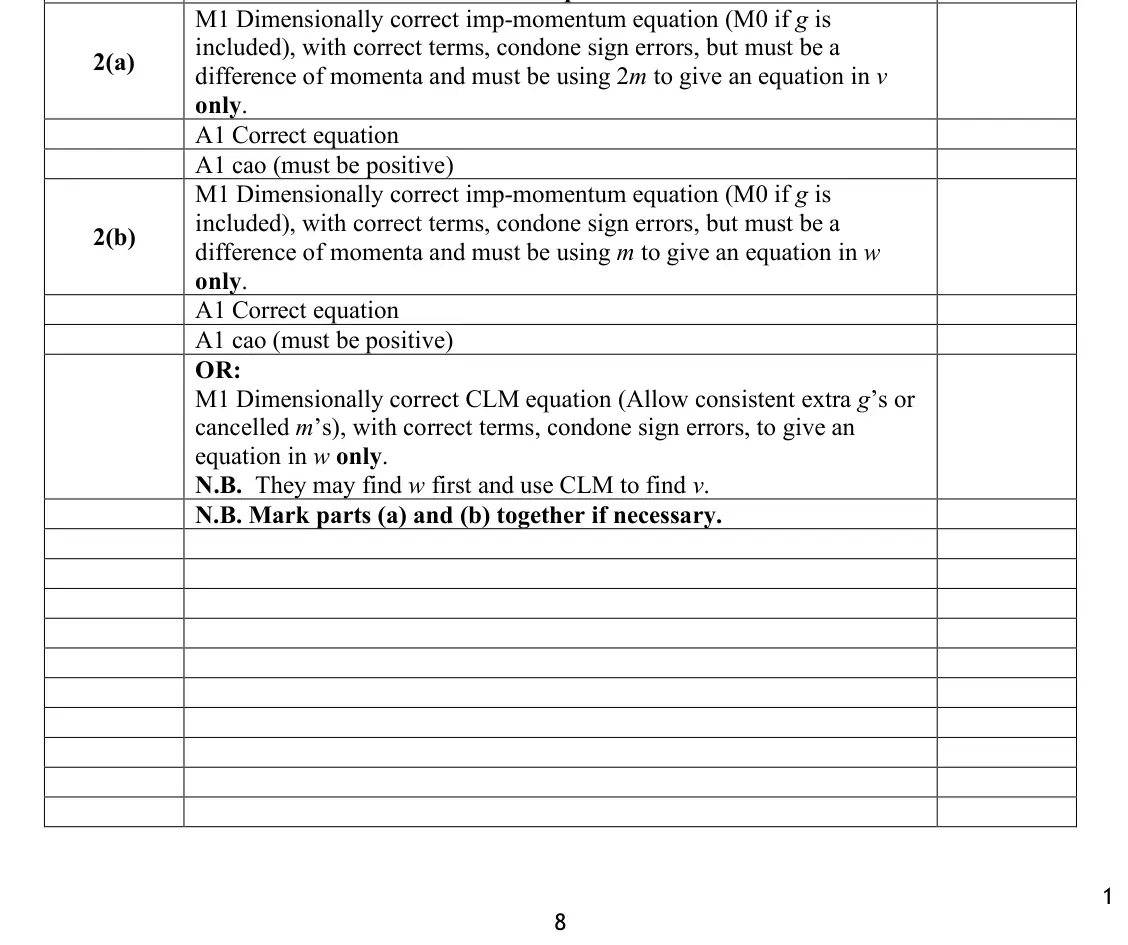 M1 Dimensionally correct imp-momentum equation (M0 if g is
included), with correct terms, condone sign errors, but must be a
2(a)
difference of momenta and must be using 2m to give an equation in v
only.
A1 Correct equation
A1 cao (must be positive)
M1 Dimensionally correct imp-momentum equation (M0 if g is
included), with correct terms, condone sign errors, but must be a
2(b)
difference of momenta and must be using m to give an equation in w
only.
A1 Correct equation
A1 cao (must be positive)
OR:
M1 Dimensionally correct CLM equation (Allow consistent extra g’s or
cancelled m’s), with correct terms, condone sign errors, to give an
equation in w only.
N.B. They may find w first and use CLM to find v.
N.B. Mark parts (a) and (b) together if necessary.
1
8